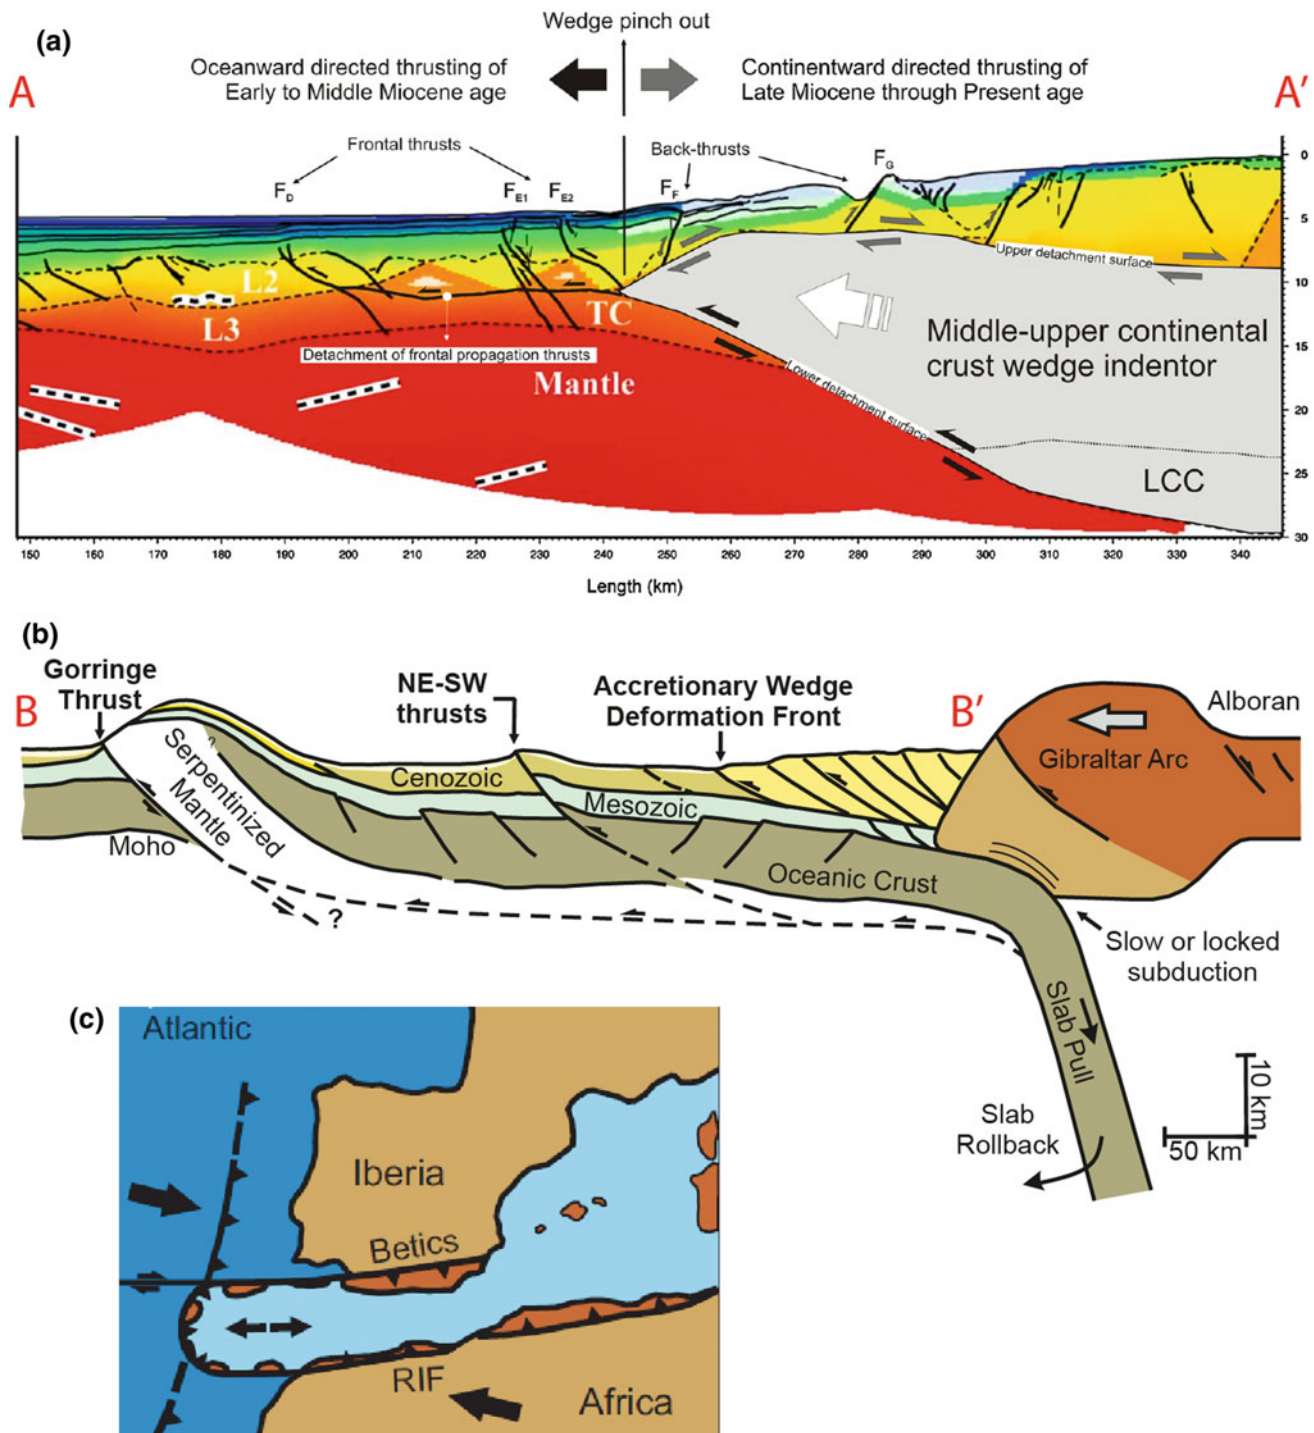 (a)
Wedge pinch out
Oceanward directed thrusting of
Early to Middle Miocene age
Continentward directed thrusting of
Late Miocene through Present age
A
A'
Frontal thrusts
Back-thrusts
F_D
F_E1
F_E2
F_F
F_G
0
5
10
15
20
25
30
Upper detachment surface
L2
L3
TC
Detachment of frontal propagation thrusts
Mantle
Lower detachment surface
Middle-upper continental
crust wedge indentor
LCC
150 160 170 180 190 200 210 220 230 240 250 260 270 280 290 300 310 320 330 340
Length (km)
(b)
Gorringe
Thrust
B
NE-SW
thrusts
Accretionary Wedge
Deformation Front
B'
Alboran
Gibraltar Arc
Serpentinized
Mantle
?
Cenozoic
Mesozoic
Moho
Oceanic Crust
?
Slow or locked
subduction
Slab Pull
Slab
Rollback
10 km
50 km
(c)
Atlantic
Iberia
Betics
RIF
Africa